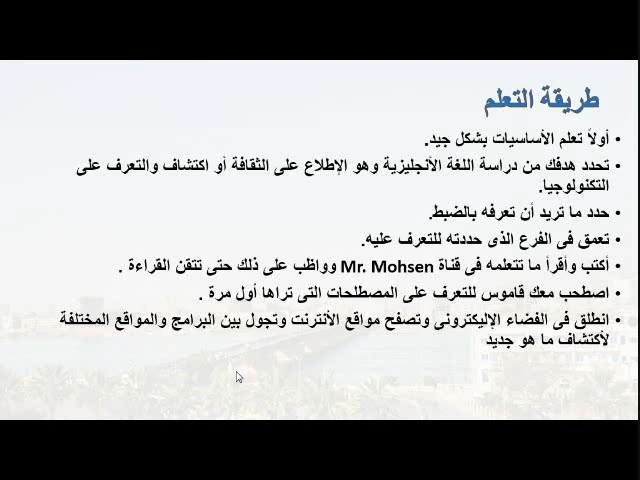 طريقة التعلم
• أولاً تعلم الأساسيات بشكل جيد.
• تحدد هدفك من دراسة اللغة الأنجليزية وهو الإطلاع على الثقافة أو اكتشاف والتعرف على
التكنولوجيا.
• حدد ما تريد أن تعرفه بالضبط.
• تعمق فى الفرع الذى حددته للتعرف عليه.
• أكتب وأقرأ ما تتعلمه فى قناة Mr. Mohsen وواظب على ذلك حتى تتقن القراءة .
• اصطحب معك قاموس للتعرف على المصطلحات التى تراها أول مرة .
• انطلق فى الفضاء الإليكترونى وتصفح مواقع الأنترنت وتجول بين البرامج والمواقع المختلفة
لأكتشاف ما هو جديد